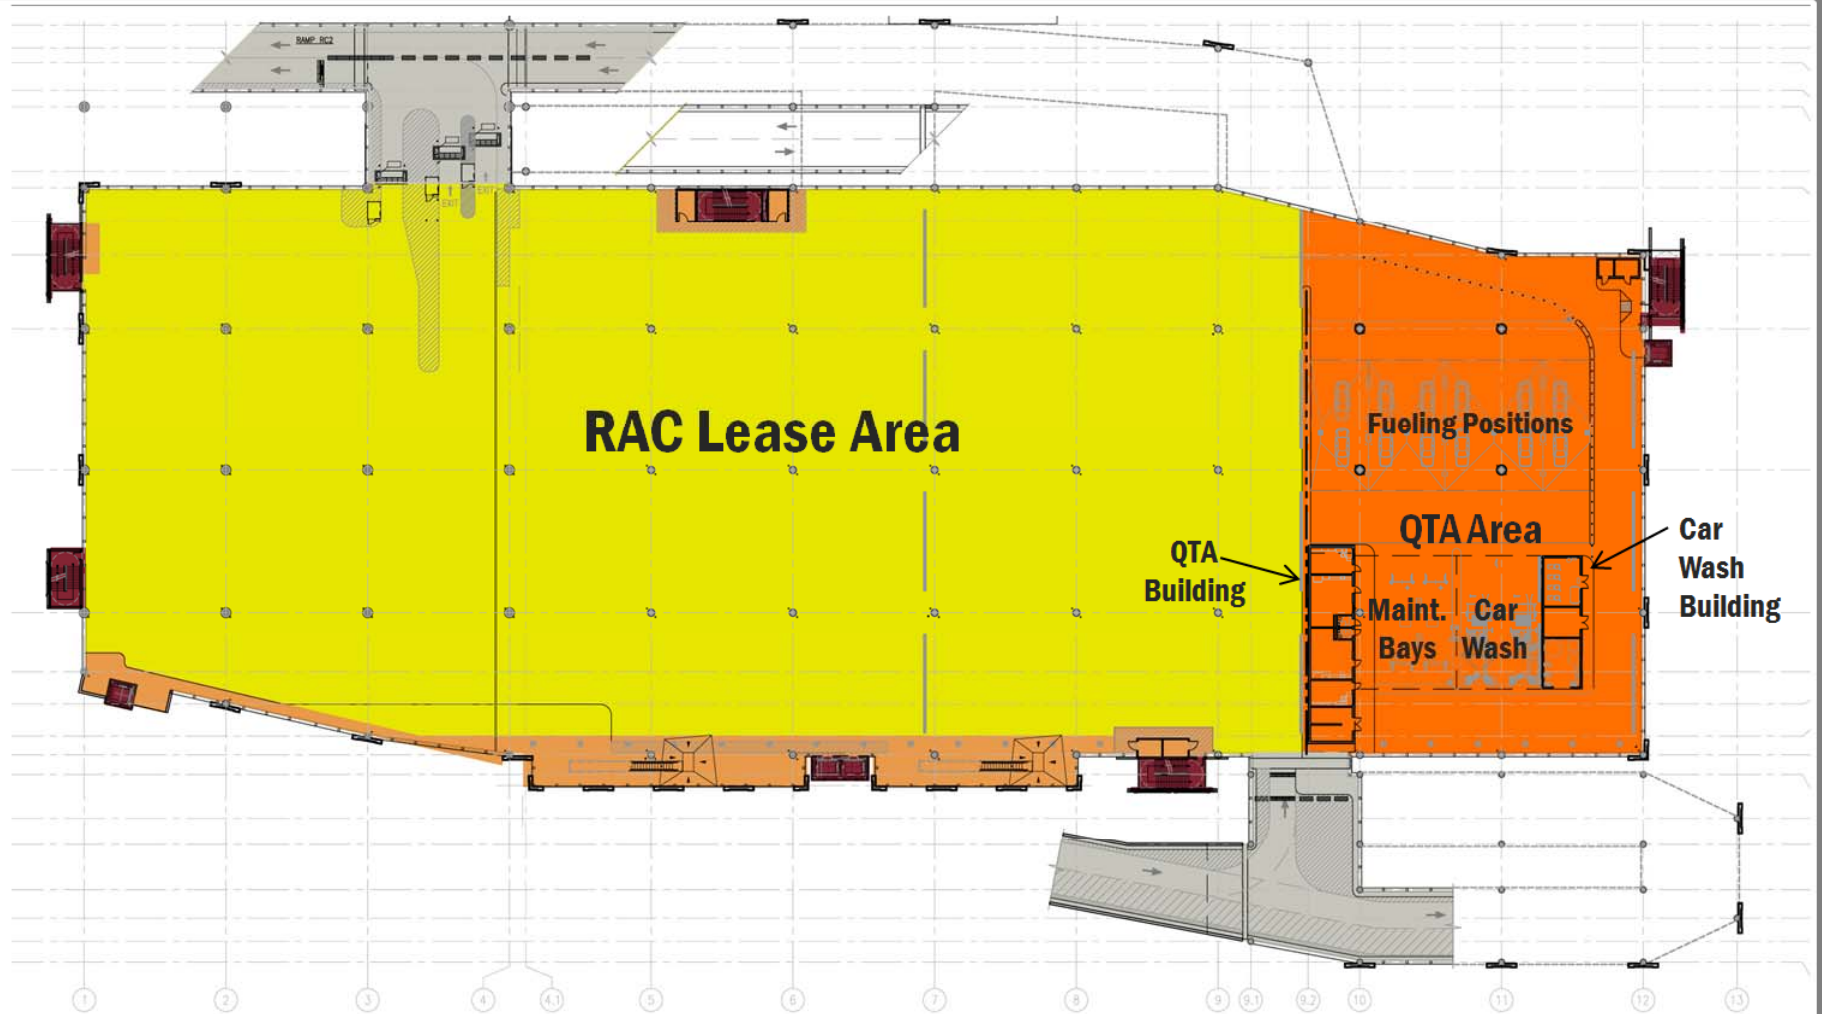 RAMP RC2
EXIT
EXIT
RAC Lease Area
Fueling Positions
QTA Area
QTA
Building
Car
Wash
Building
Maint.
Bays
Car
Wash
1 2 3 4 4.1 5 6 7 8 9 9.1 9.2 10 11 12 13